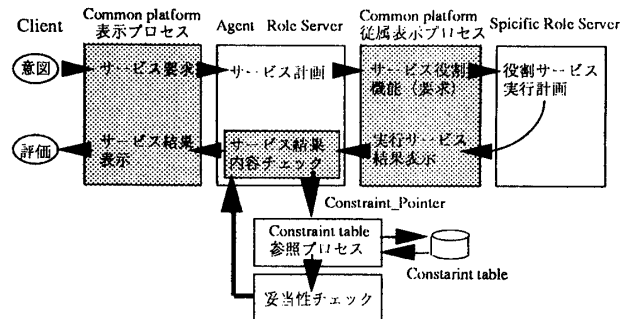 Client
Common platform
表示プロセス
Agent Role Server
Common platform
従属表示プロセス
Spicific Role Server
意図
サービス要求
サービス計画
サービス役割
機能（要求）
役割サービス
実行計画
評価
サービス結果
表示
サービス結果
内容チェック
実行サービス
結果表示
Constraint_Pointer
Constraint table
参照プロセス
Constarint table
妥当性チェック